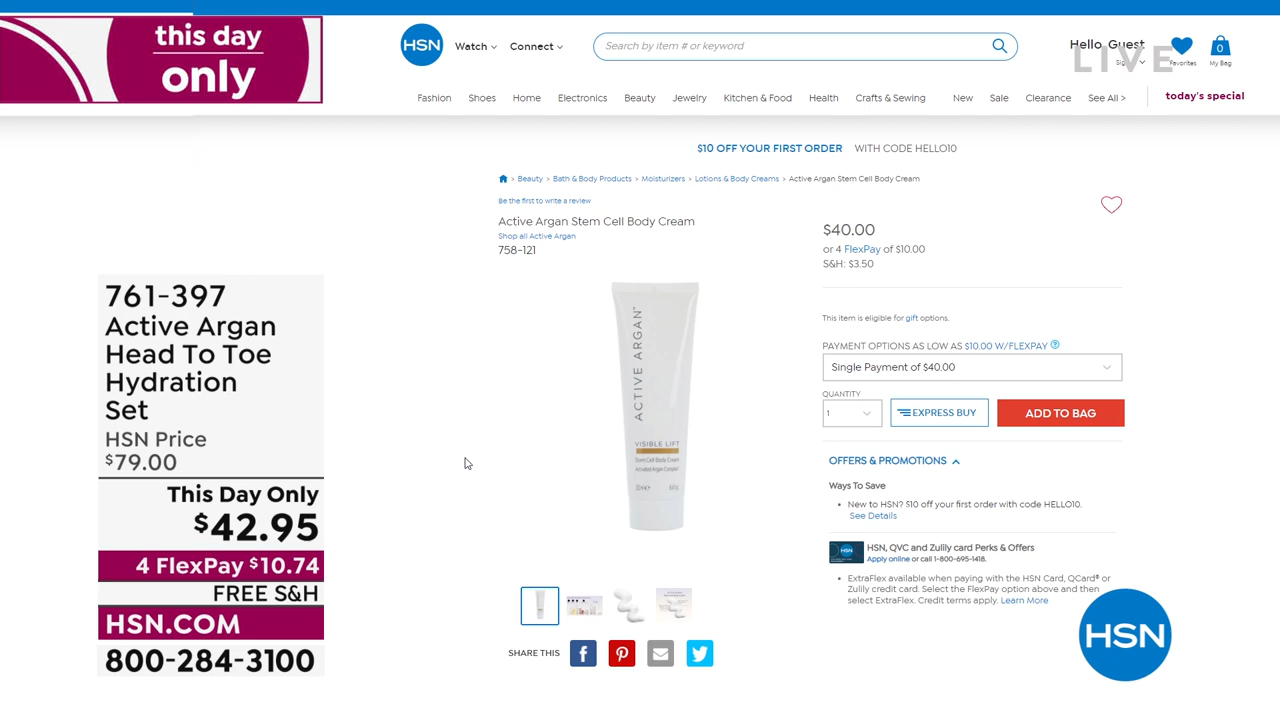 this day
only
HSN
Watch
Connect
Search by item # or keyword
Hello, Guest
LIVE
Favorites
0
My Bag
Fashion
Shoes
Home
Electronics
Beauty
Jewelry
Kitchen & Food
Health
Crafts & Sewing
New
Sale
Clearance
See All >
today's special
$10 OFF YOUR FIRST ORDER WITH CODE HELLO10
> Beauty > Bath & Body Products > Moisturizers > Lotions & Body Creams > Active Argan Stem Cell Body Cream
Be the first to write a review
Active Argan Stem Cell Body Cream
Shop all Active Argan
758-121
$40.00
or 4 FlexPay of $10.00
S&H: $3.50
This item is eligible for gift options.
PAYMENT OPTIONS AS LOW AS $10.00 W/FLEXPAY
Single Payment of $40.00
QUANTITY
1
EXPRESS BUY
ADD TO BAG
OFFERS & PROMOTIONS
Ways To Save
• New to HSN? $10 off your first order with code HELLO10.
See Details
HSN
HSN, QVC and Zulily card Perks & Offers
Apply online or call 1-800-695-1418.
• ExtraFlex available when paying with the HSN Card, QCard® or
Zulily credit card. Select the FlexPay option above and then
select ExtraFlex. Credit terms apply. Learn More
ACTIVE ARGAN™
VISIBLE LIFT
Stem Cell Body Cream
Activated Argan Complex
SHARE THIS
761-397
Active Argan
Head To Toe
Hydration
Set
HSN Price
$79.00
This Day Only
$42.95
4 FlexPay $10.74
FREE S&H
HSN.COM
800-284-3100
HSN